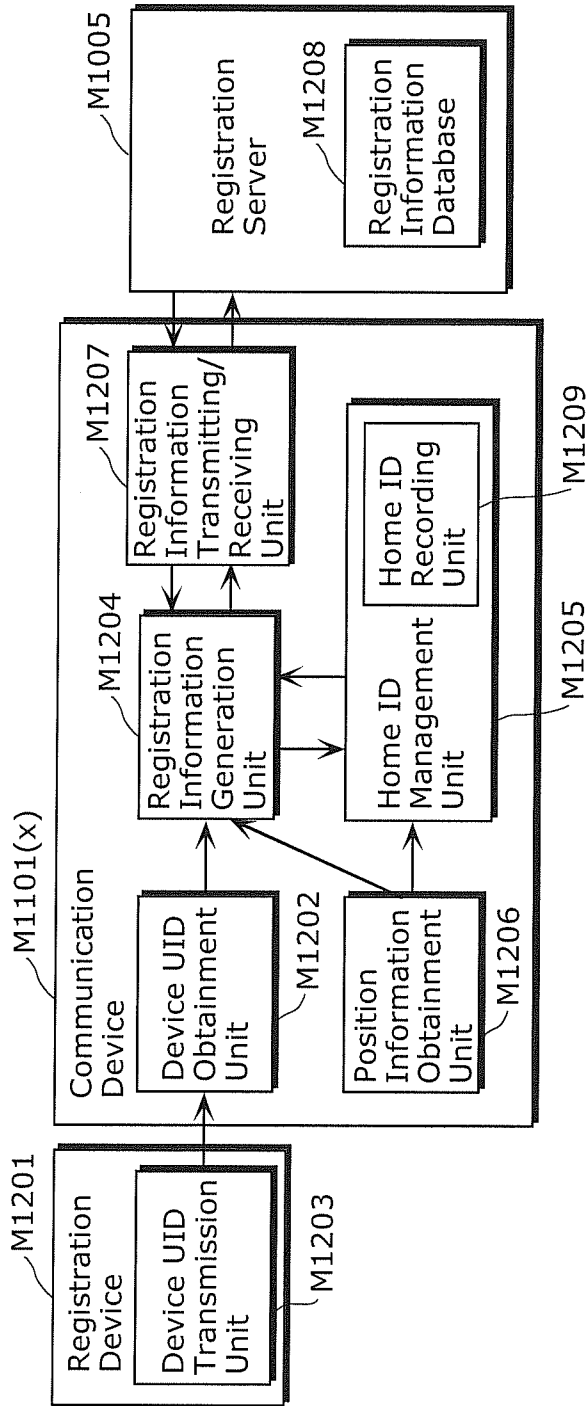 M1201
Registration
Device
Device UID
Transmission
Unit
M1203
M1101(x)
Communication
Device
Device UID
Obtainment
Unit
M1202
Position
Information
Obtainment
Unit
M1206
M1204
Registration
Information
Generation
Unit
Home ID
Management
Unit
M1205
Home ID
Recording
Unit
M1209
M1207
Registration
Information
Transmitting/
Receiving
Unit
M1005
Registration
Server
M1208
Registration
Information
Database